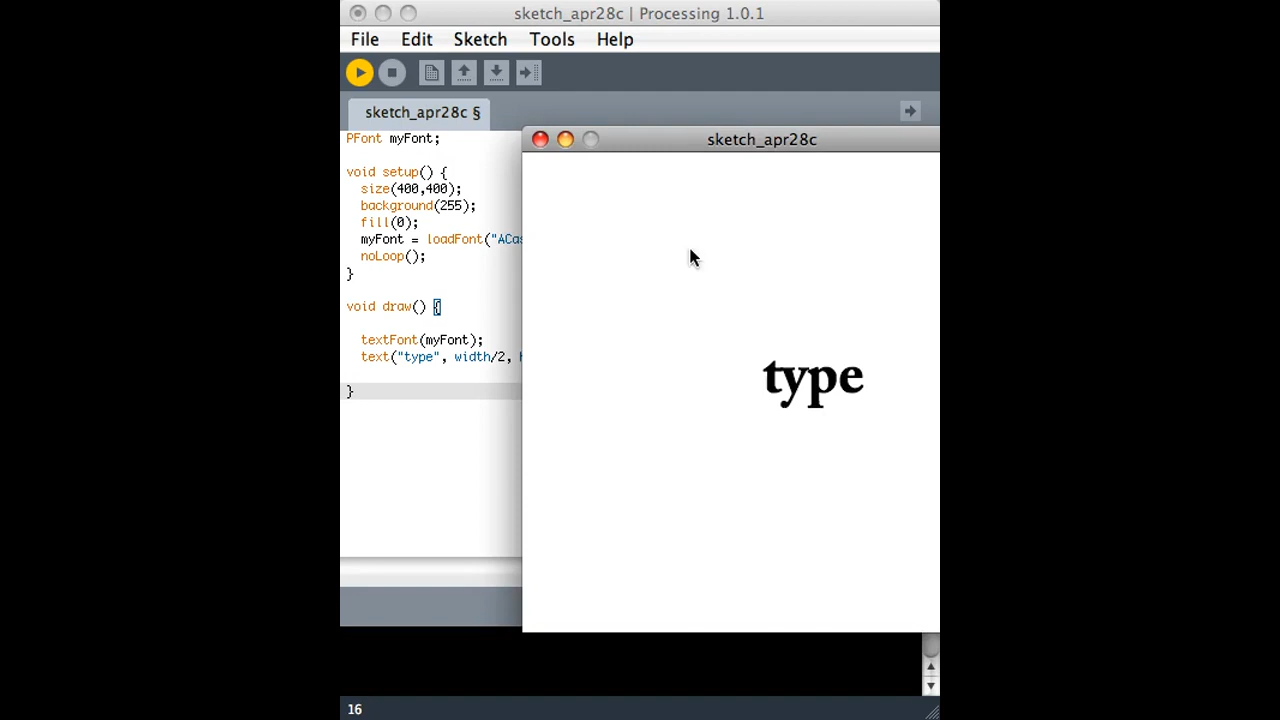 sketch_apr28c | Processing 1.0.1
File Edit Sketch Tools Help
sketch_apr28c §
PFont myFont;
void setup() {
size(400,400);
background(255);
fill(0);
myFont = loadFont("ACas
noLoop();
}
void draw() {
textFont(myFont);
text("type", width/2,
}
sketch_apr28c
type
16